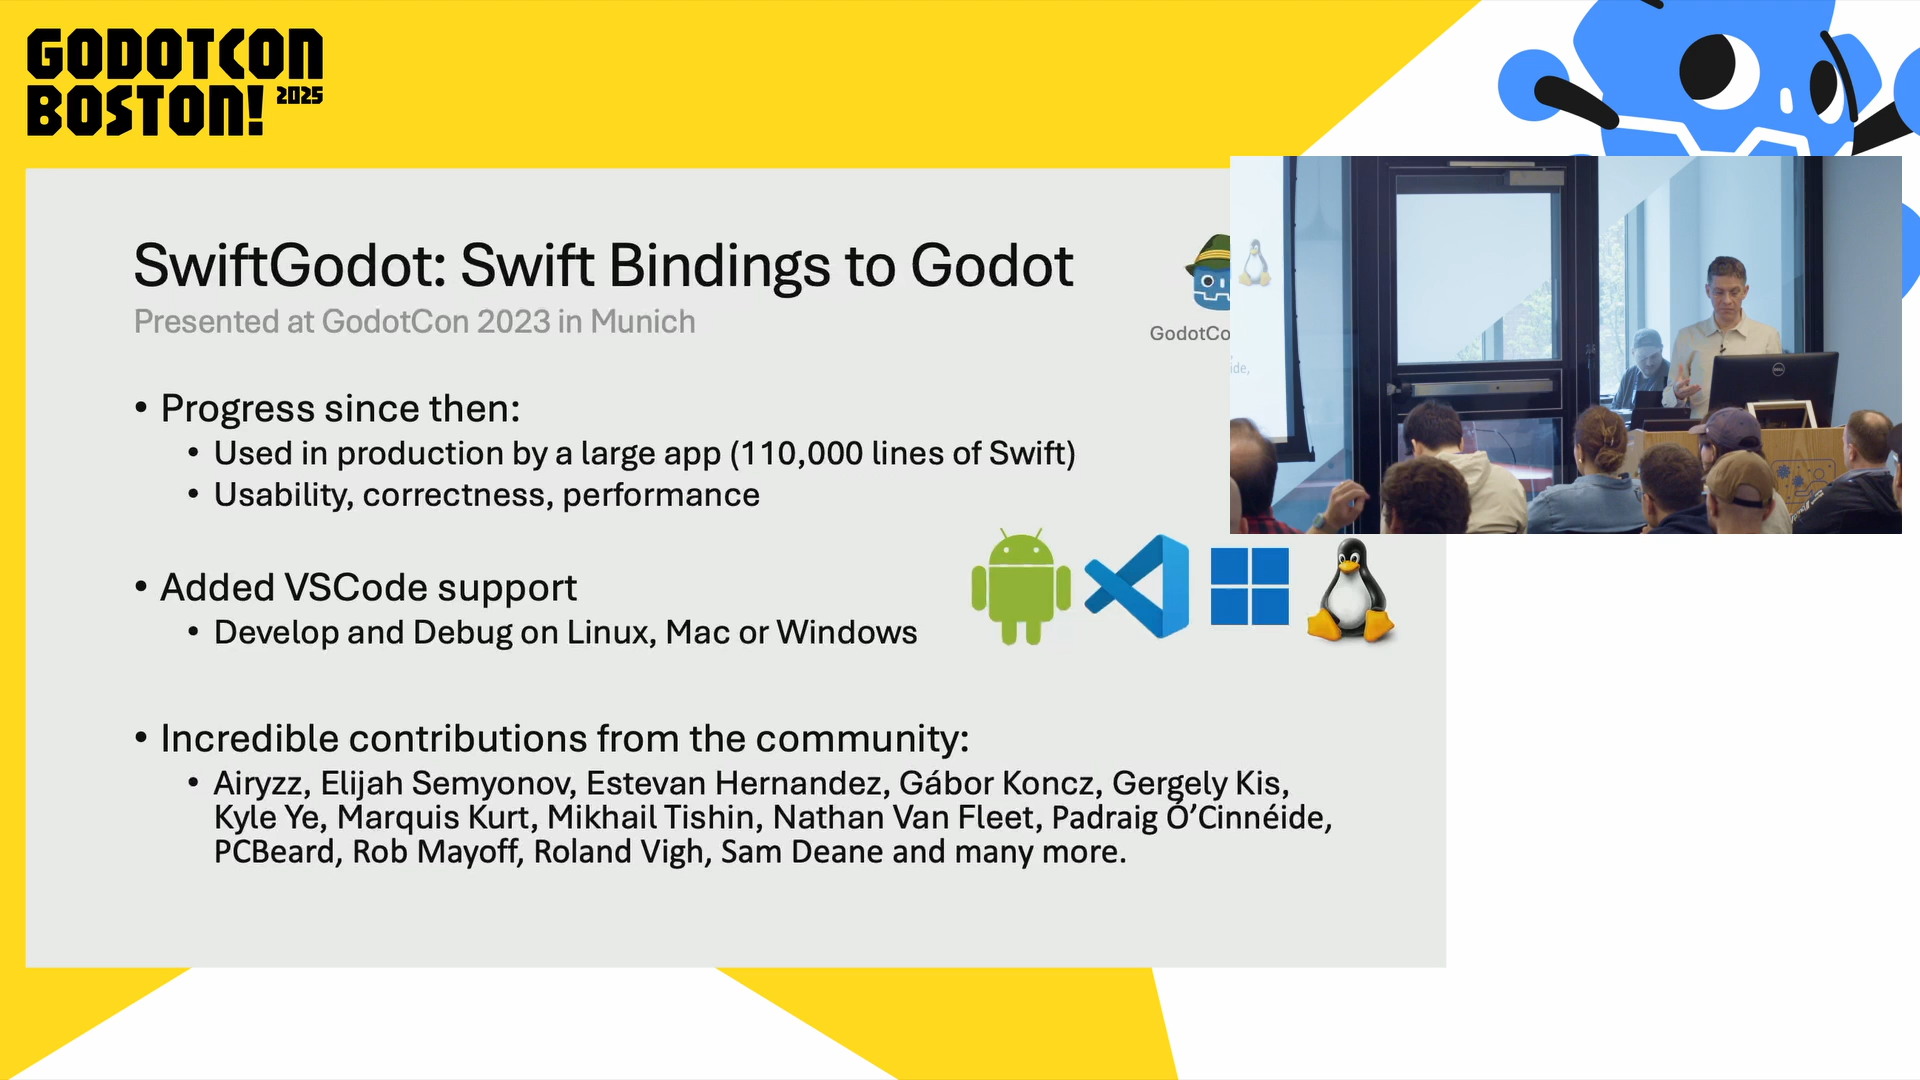 GODOTCON
BOSTON! 2025
SwiftGodot: Swift Bindings to Godot
Presented at GodotCon 2023 in Munich
• Progress since then:
• Used in production by a large app (110,000 lines of Swift)
• Usability, correctness, performance
• Added VSCode support
• Develop and Debug on Linux, Mac or Windows
• Incredible contributions from the community:
• Airyzz, Elijah Semyonov, Estevan Hernandez, Gábor Koncz, Gergely Kis,
Kyle Ye, Marquis Kurt, Mikhail Tishin, Nathan Van Fleet, Padraig Ó’Cinnéide,
PCBeard, Rob Mayoff, Roland Vigh, Sam Deane and many more.